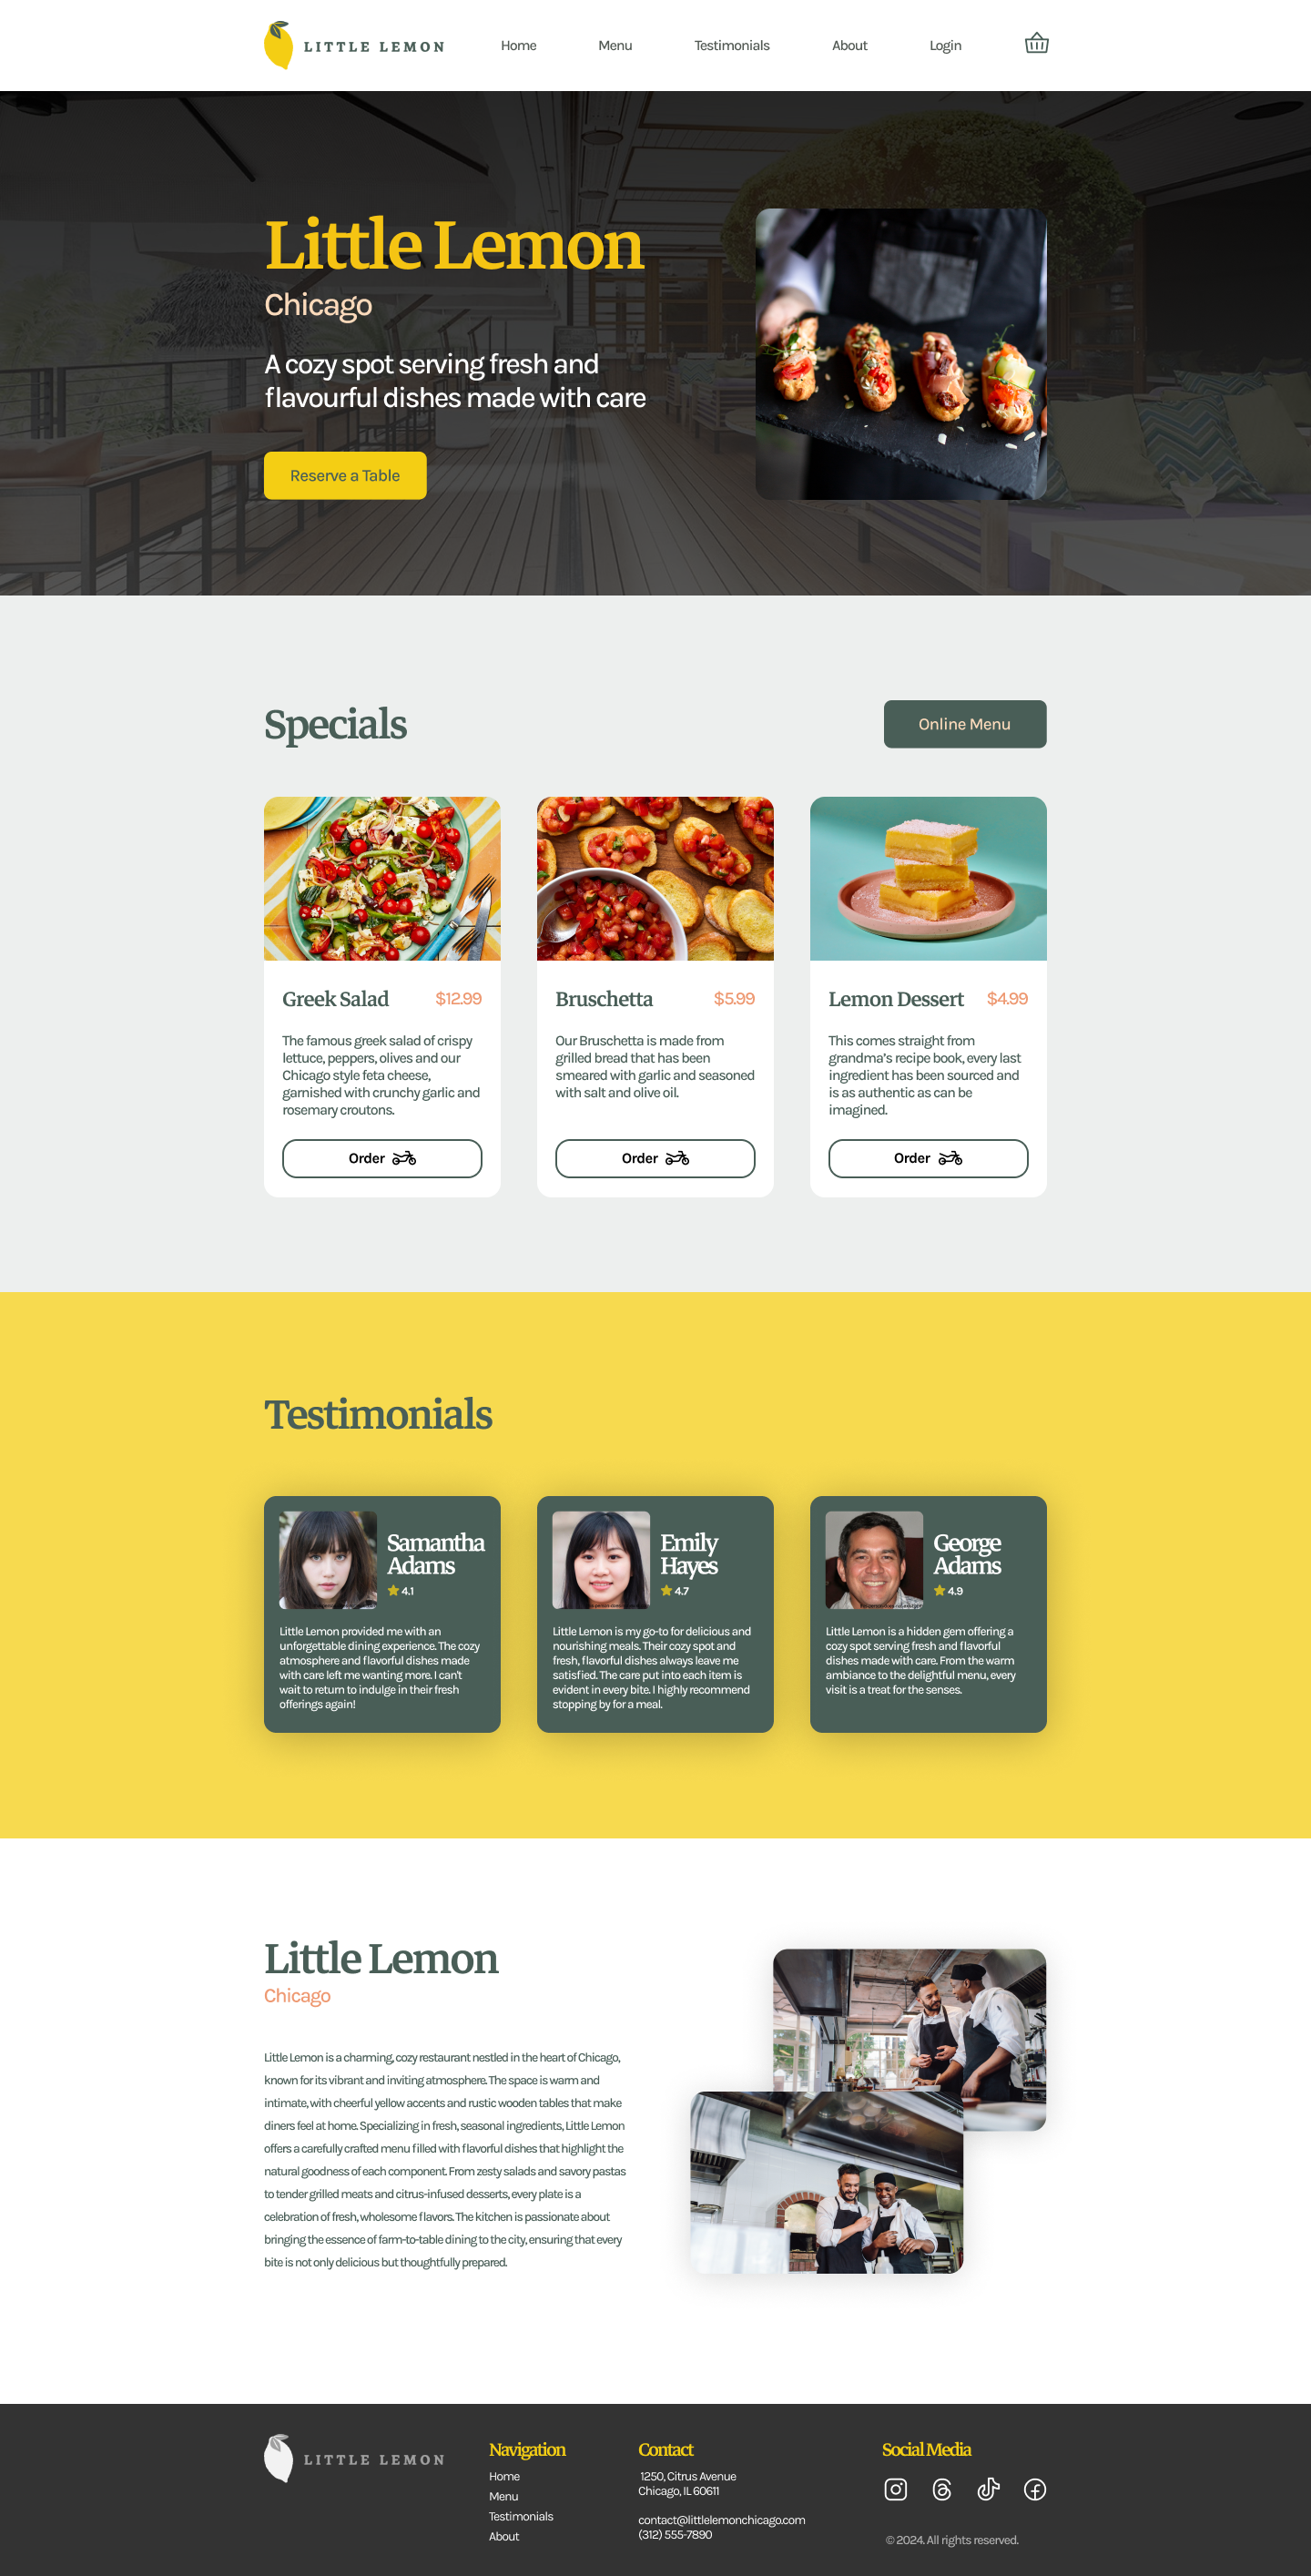 LITTLE LEMON
Home
Menu
Testimonials
About
Login
Little Lemon
Chicago
A cozy spot serving fresh and
flavourful dishes made with care
Reserve a Table
Specials
Online Menu
Greek Salad
$12.99
The famous greek salad of crispy
lettuce, peppers, olives and our
Chicago style feta cheese,
garnished with crunchy garlic and
rosemary croutons.
Order
Bruschetta
$5.99
Our Bruschetta is made from
grilled bread that has been
smeared with garlic and seasoned
with salt and olive oil.
Order
Lemon Dessert
$4.99
This comes straight from
grandma's recipe book, every last
ingredient has been sourced and
is as authentic as can be
imagined.
Order
Testimonials
Samantha
Adams
4.1
Little Lemon provided me with an
unforgettable dining experience. The cozy
atmosphere and flavorful dishes made
with care left me wanting more. I can't
wait to return to indulge in their fresh
offerings again!
Emily
Hayes
4.7
Little Lemon is my go-to for delicious and
nourishing meals. Their cozy spot and
fresh, flavorful dishes always leave me
satisfied. The care put into each item is
evident in every bite. I highly recommend
stopping by for a meal.
George
Adams
4.9
Little Lemon is a hidden gem offering a
cozy spot serving fresh and flavorful
dishes made with care. From the warm
ambiance to the delightful menu, every
visit is a treat for the senses.
Little Lemon
Chicago
Little Lemon is a charming, cozy restaurant nestled in the heart of Chicago,
known for its vibrant and inviting atmosphere. The space is warm and
intimate, with cheerful yellow accents and rustic wooden tables that make
diners feel at home. Specializing in fresh, seasonal ingredients, Little Lemon
offers a carefully crafted menu filled with flavorful dishes that highlight the
natural goodness of each component. From zesty salads and savory pastas
to tender grilled meats and citrus-infused desserts, every plate is a
celebration of fresh, wholesome flavors. The kitchen is passionate about
bringing the essence of farm-to-table dining to the city, ensuring that every
bite is not only delicious but thoughtfully prepared.
LITTLE LEMON
Navigation
Home
Menu
Testimonials
About
Contact
1250, Citrus Avenue
Chicago, IL 60611
contact@littlelemonchicago.com
(312) 555-7890
Social Media
© 2024. All rights reserved.